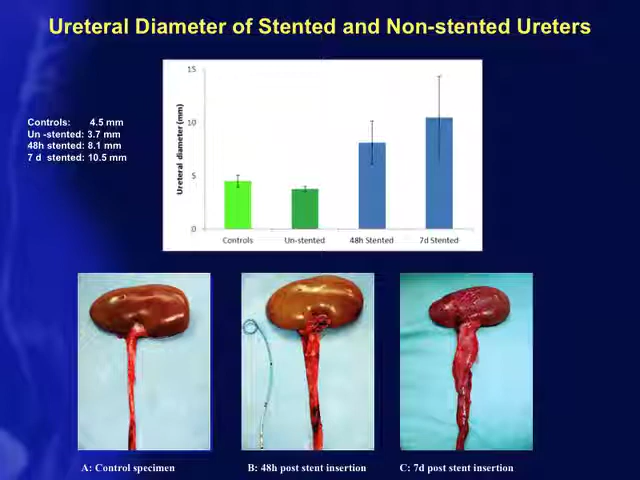 Ureteral Diameter of Stented and Non-stented Ureters
Controls: 4.5 mm
Un -stented: 3.7 mm
48h stented: 8.1 mm
7 d stented: 10.5 mm
Ureteral diameter (mm)
15
10
5
0
Controls Un-stented 48h Stented 7d Stented
A: Control specimen B: 48h post stent insertion C: 7d post stent insertion